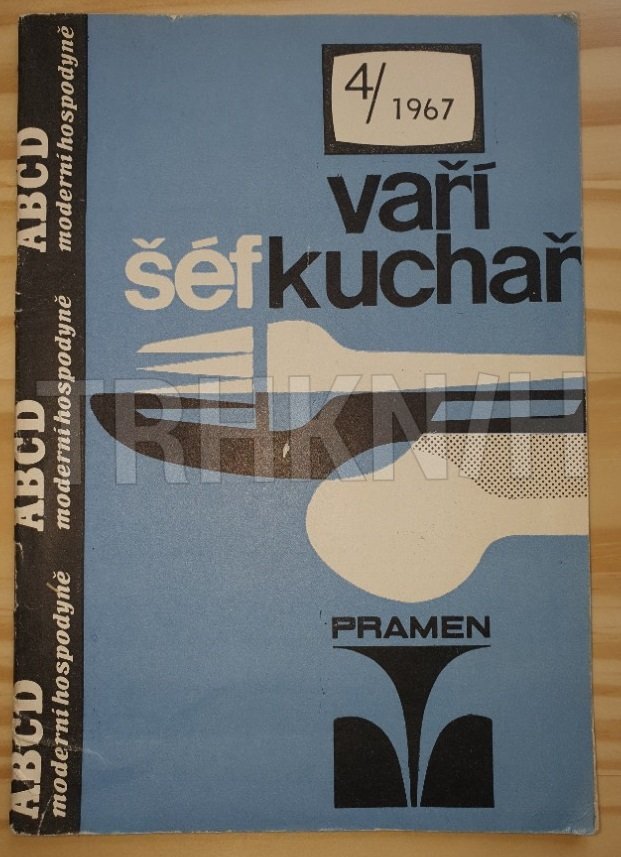 4/1967
vaří
šéfkuchař
PRAMEN
ABCD
moderní hospodyně
ABCD
moderní hospodyně
ABCD
moderní hospodyně
TRHKNIH